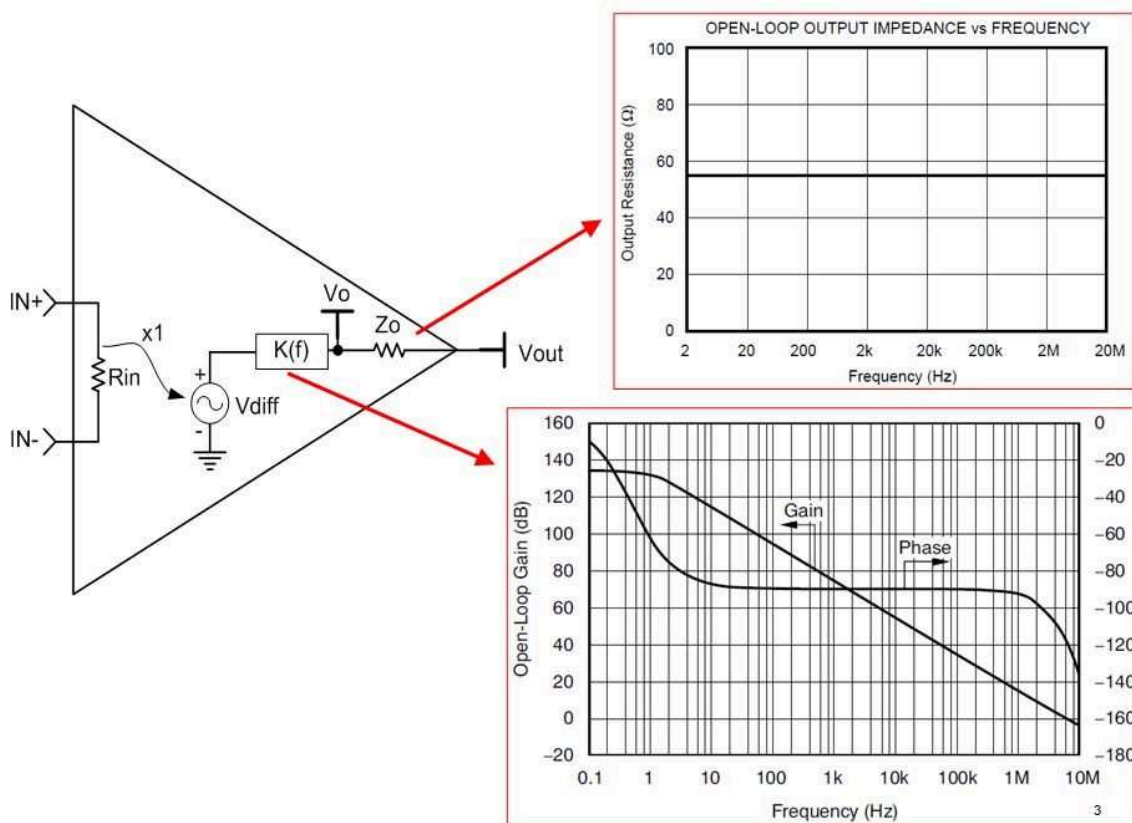 OPEN-LOOP OUTPUT IMPEDANCE vs FREQUENCY
Output Resistance (Ω)
100
80
60
40
20
0
2 20 200 2k 20k 200k 2M 20M
Frequency (Hz)
IN+
x1
Rin
IN-
+
Vdiff
-
K(f)
Vo
Zo
Vout
Open-Loop Gain (dB)
160
140
120
100
80
60
40
20
0
–20
Gain
Phase
0
–20
–40
–60
–80
–100
–120
–140
–160
–180
0.1 1 10 100 1k 10k 100k 1M 10M
Frequency (Hz)
3